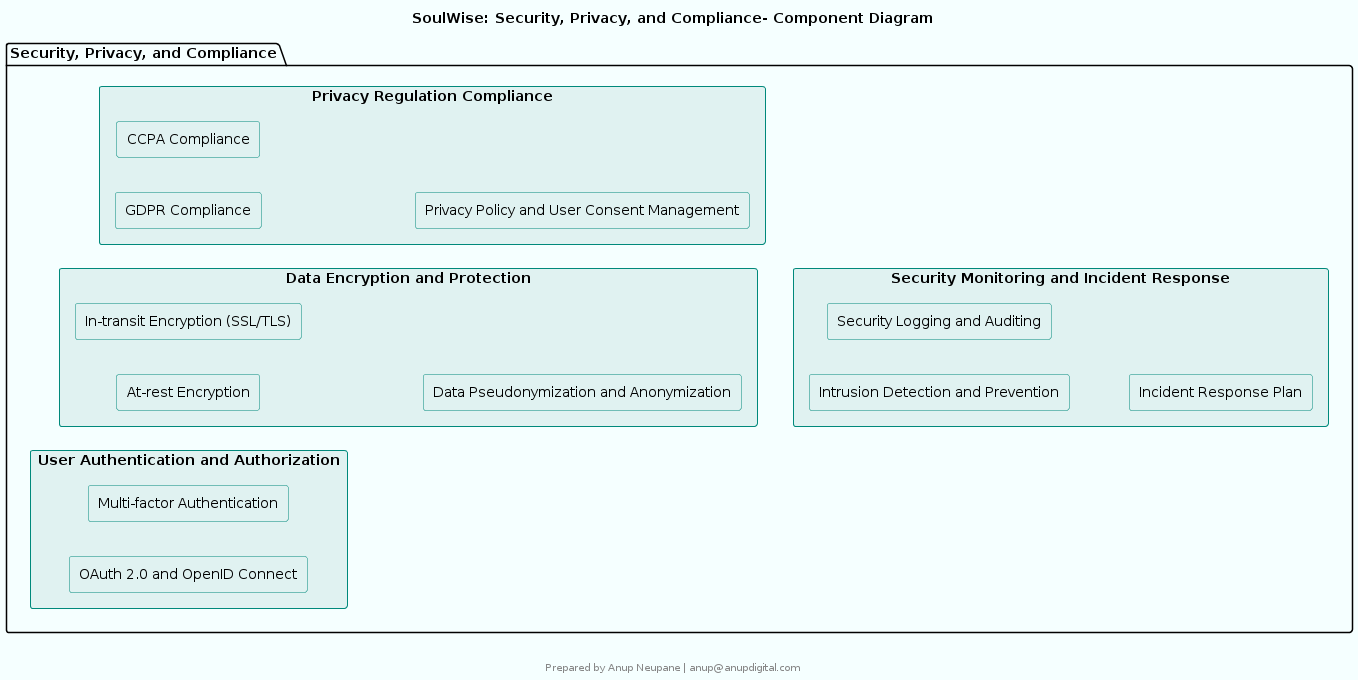 SoulWise: Security, Privacy, and Compliance- Component Diagram
Security, Privacy, and Compliance
Privacy Regulation Compliance
CCPA Compliance
GDPR Compliance
Privacy Policy and User Consent Management
Data Encryption and Protection
In-transit Encryption (SSL/TLS)
At-rest Encryption
Data Pseudonymization and Anonymization
Security Monitoring and Incident Response
Security Logging and Auditing
Intrusion Detection and Prevention
Incident Response Plan
User Authentication and Authorization
Multi-factor Authentication
OAuth 2.0 and OpenID Connect
Prepared by Anup Neupane | anup@anupdigital.com